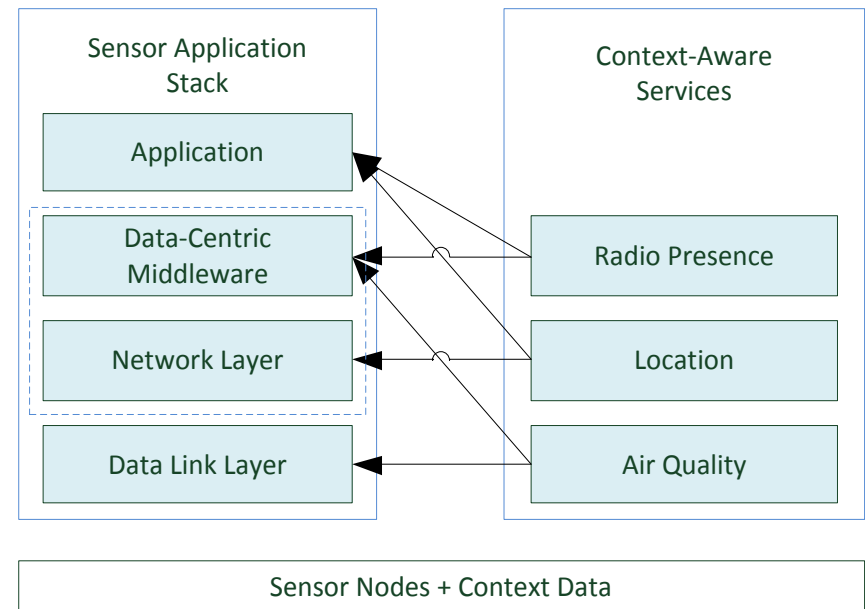 Sensor Application
Stack
Application
Data-Centric
Middleware
Network Layer
Data Link Layer
Context-Aware
Services
Radio Presence
Location
Air Quality
Sensor Nodes + Context Data